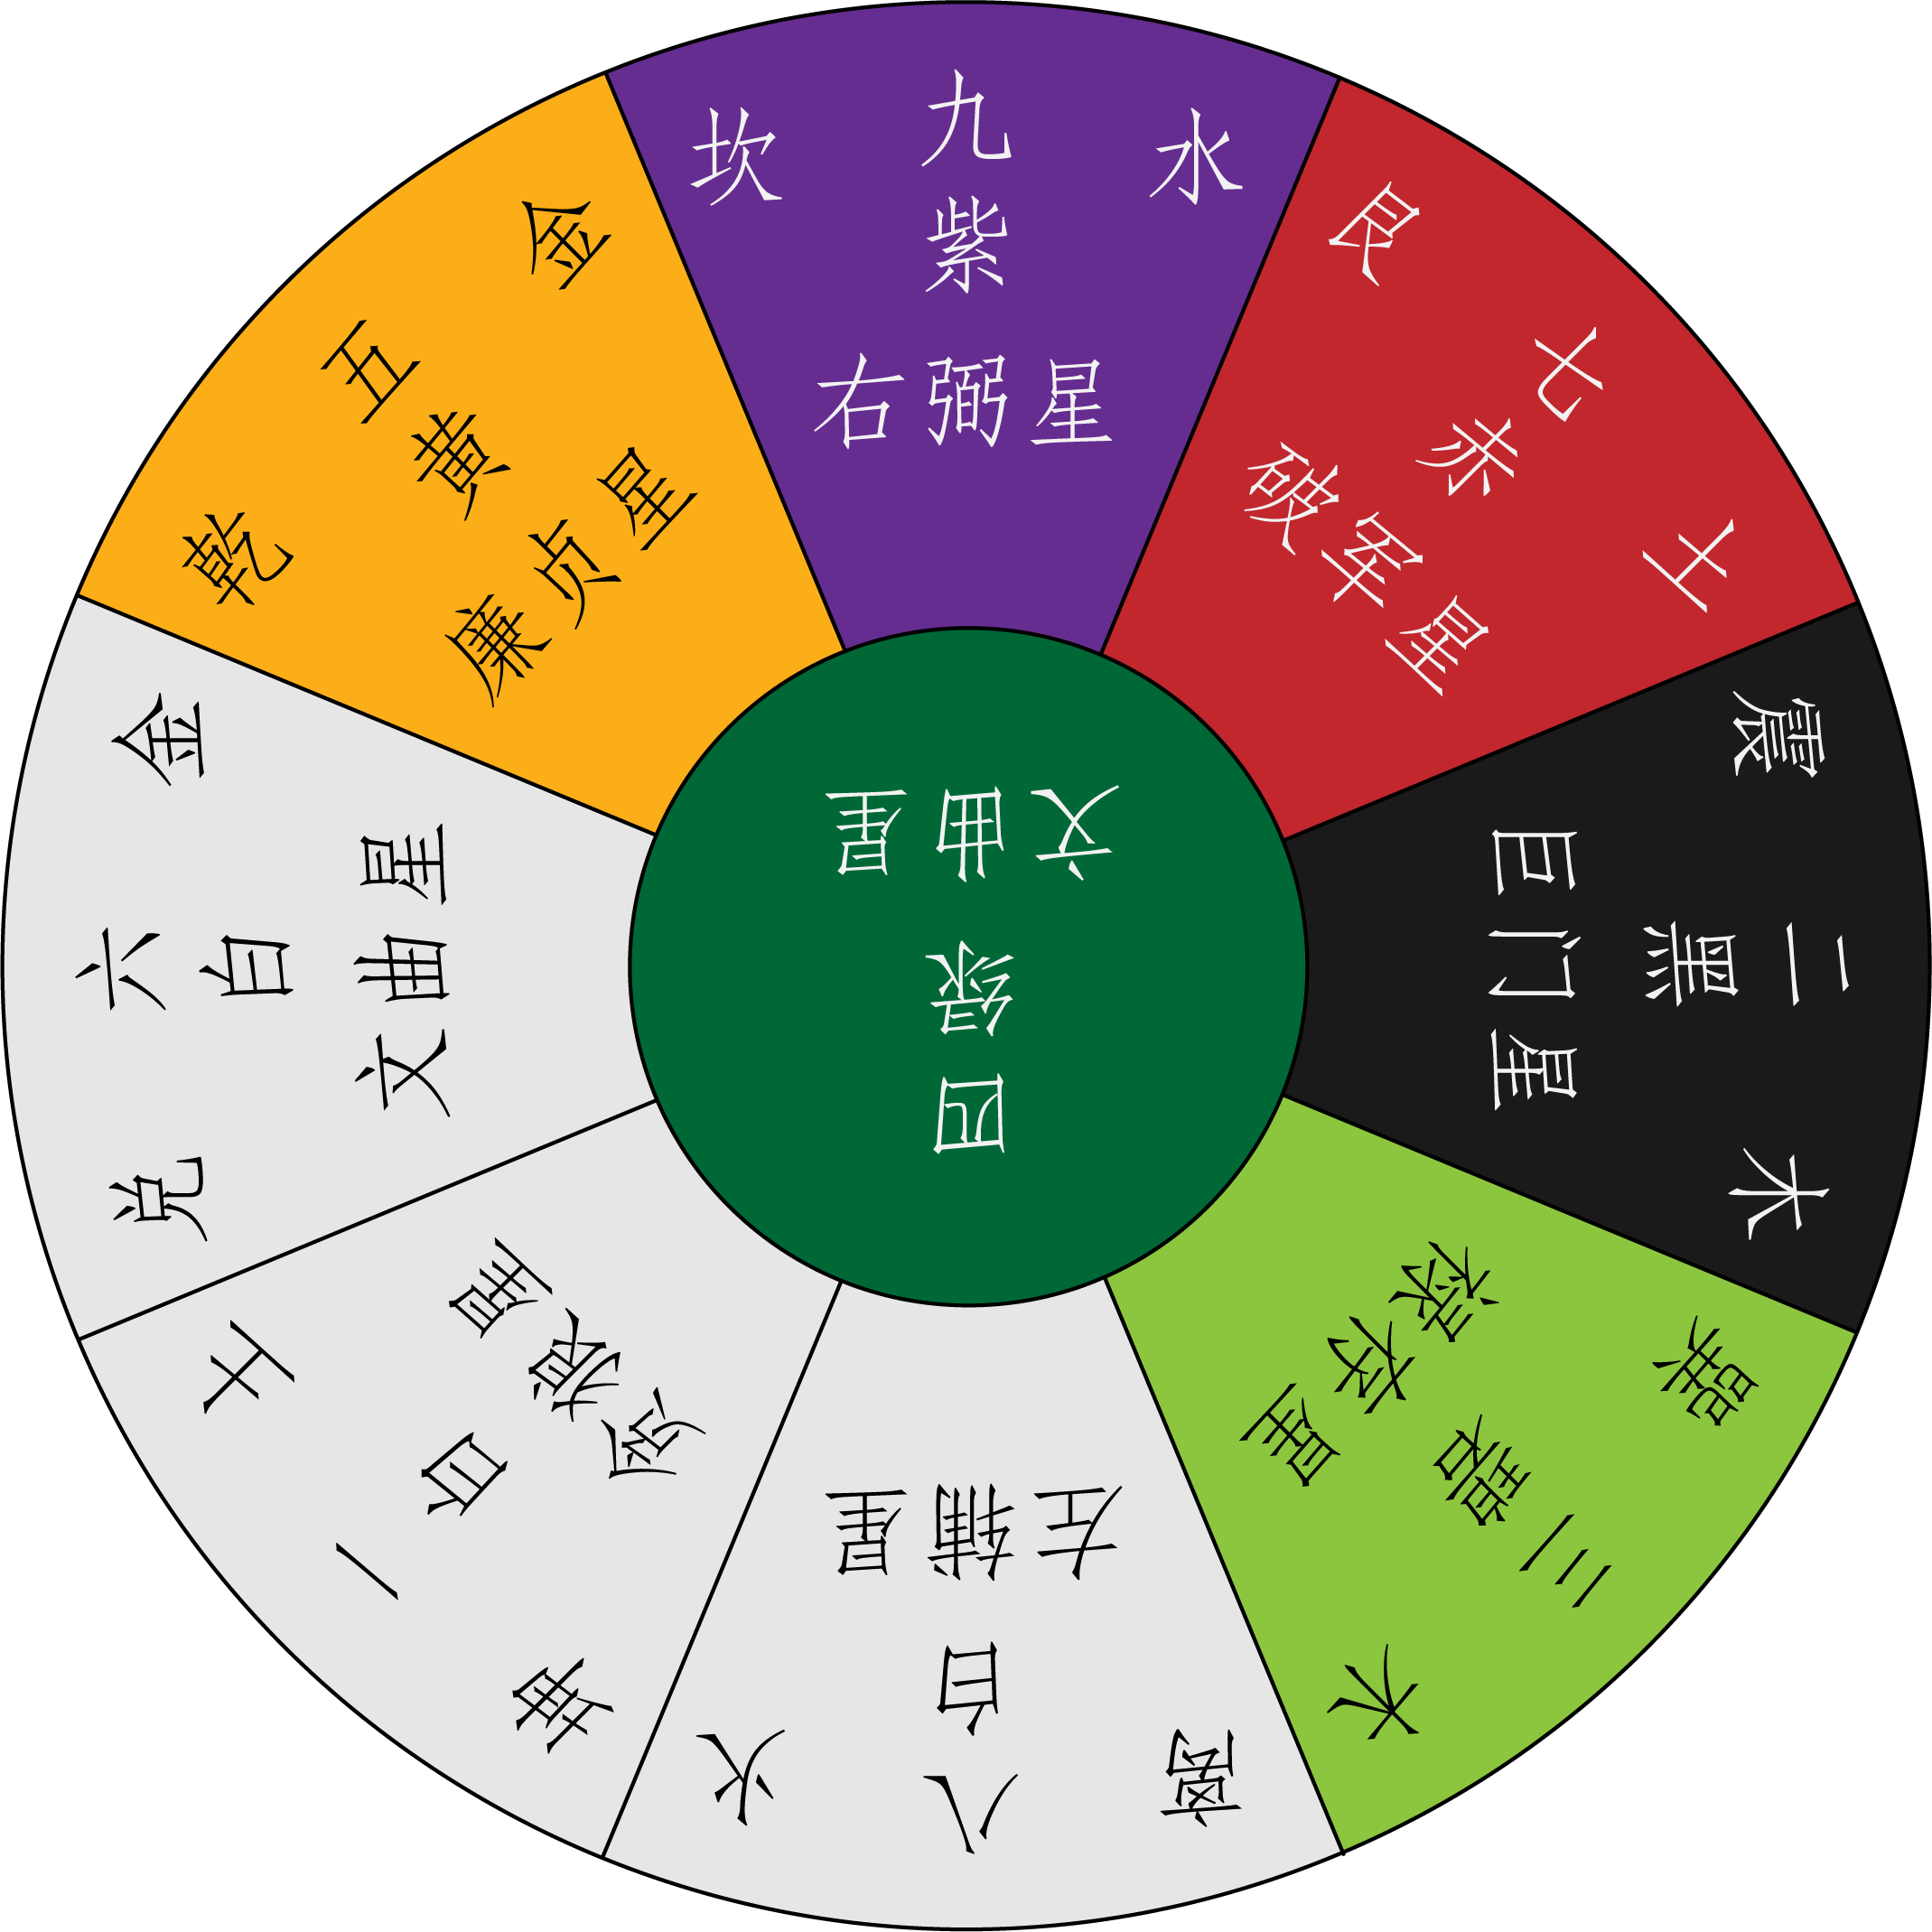 坎 九紫 水
右弼星
艮 七赤 土
破军星
震 二黑 木
巨门星
巽 三碧 木
禄存星
离 八白 火
左辅星
坤 一白 土
贪狼星
兑 六白 金
文曲星
乾 五黄 金
廉贞星
四綠
文曲星